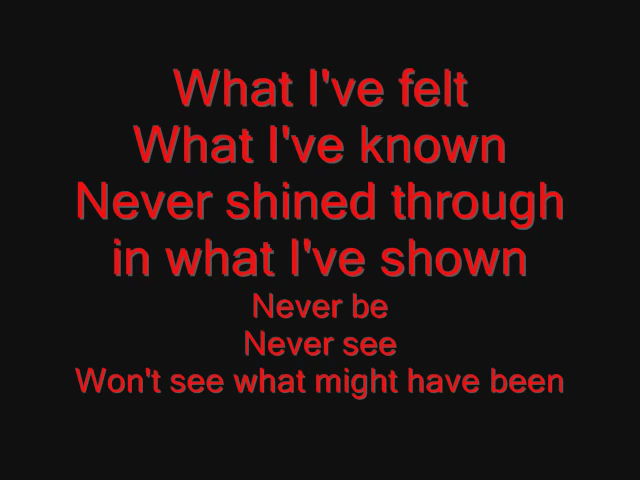 What I've felt
What I've known
Never shined through
in what I've shown
Never be
Never see
Won't see what might have been